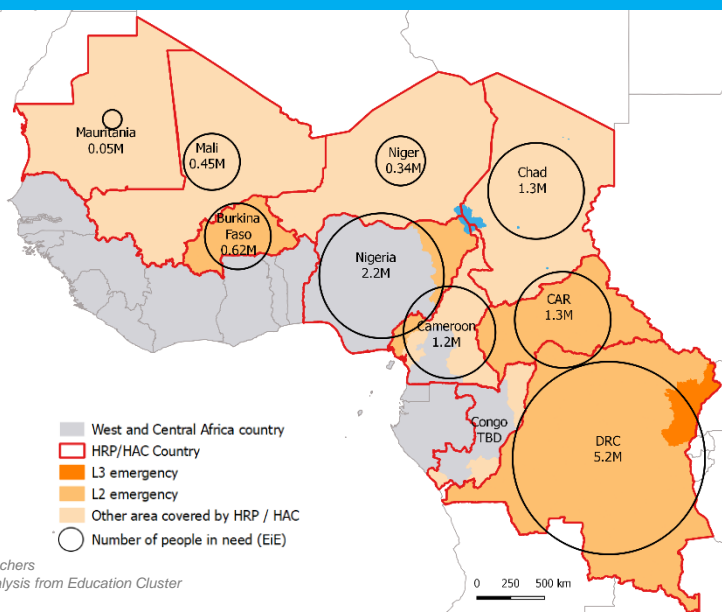 Mauritania
0.05M
Mali
0.45M
Niger
0.34M
Chad
1.3M
Burkina
Faso
0.62M
Nigeria
2.2M
CAR
1.3M
Cameroon
1.2M
Congo
TBD
DRC
5.2M
West and Central Africa country
HRP/HAC Country
L3 emergency
L2 emergency
Other area covered by HRP / HAC
Number of people in need (EiE)
0 250 500 km
chers
alysis from Education Cluster